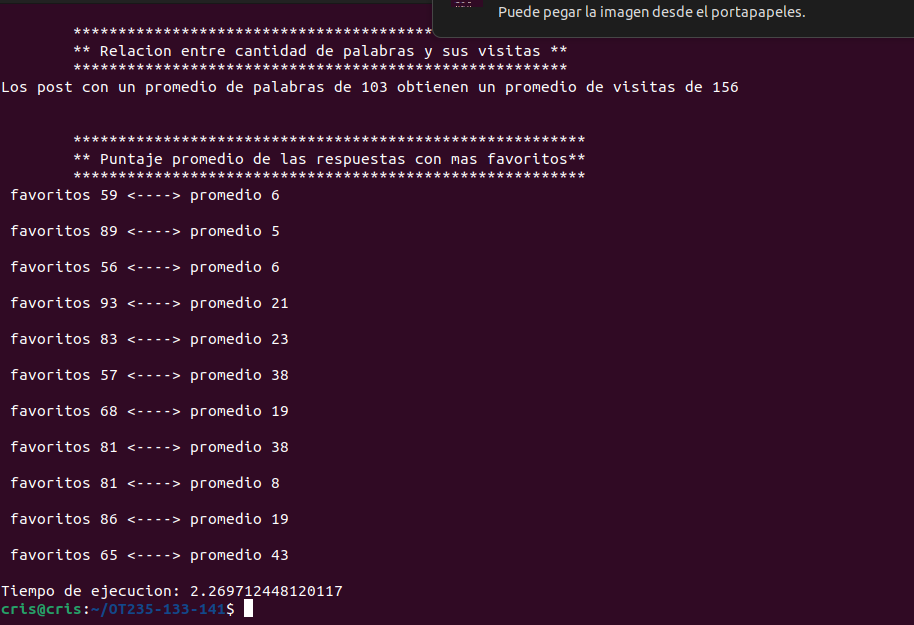 Puede pegar la imagen desde el portapapeles.
****************************************
** Relacion entre cantidad de palabras y sus visitas **
*******************************************************
Los post con un promedio de palabras de 103 obtienen un promedio de visitas de 156
*********************************************************
** Puntaje promedio de las respuestas con mas favoritos**
*********************************************************
favoritos 59 <----> promedio 6
favoritos 89 <----> promedio 5
favoritos 56 <----> promedio 6
favoritos 93 <----> promedio 21
favoritos 83 <----> promedio 23
favoritos 57 <----> promedio 38
favoritos 68 <----> promedio 19
favoritos 81 <----> promedio 38
favoritos 81 <----> promedio 8
favoritos 86 <----> promedio 19
favoritos 65 <----> promedio 43
Tiempo de ejecucion: 2.269712448120117
cris@cris:~/OT235-133-141$